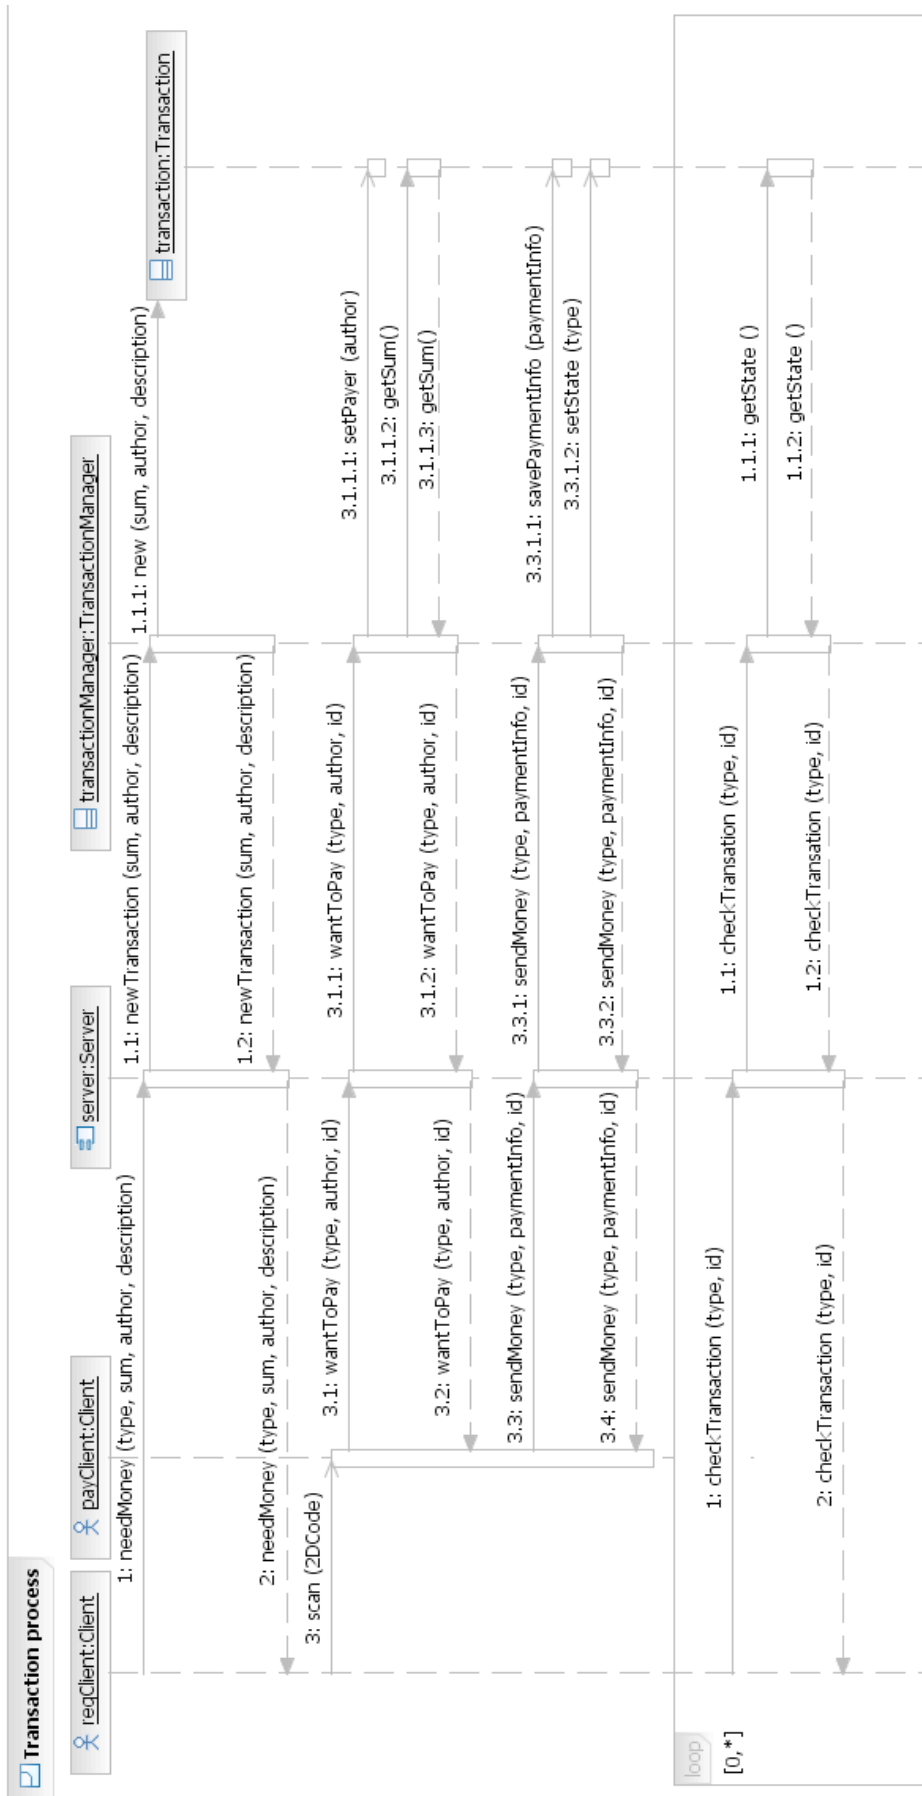 Transaction process
reqClient:Client
payClient:Client
server:Server
transactionManager:TransactionManager
transaction:Transaction
1: needMoney (type, sum, author, description)
1.1: newTransaction (sum, author, description)
1.1.1: new (sum, author, description)
1.2: newTransaction (sum, author, description)
2: needMoney (type, sum, author, description)
3: scan (2DCode)
3.1: wantToPay (type, author, id)
3.1.1: wantToPay (type, author, id)
3.1.1.1: setPayer (author)
3.1.1.2: getSum()
3.1.1.3: getSum()
3.1.2: wantToPay (type, author, id)
3.2: wantToPay (type, author, id)
3.3: sendMoney (type, paymentInfo, id)
3.3.1: sendMoney (type, paymentInfo, id)
3.3.1.1: savePaymentInfo (paymentInfo)
3.3.1.2: setState (type)
3.3.2: sendMoney (type, paymentInfo, id)
3.4: sendMoney (type, paymentInfo, id)
loop
[0,*]
1: checkTransaction (type, id)
1.1: checkTransation (type, id)
1.1.1: getState ()
1.1.2: getState ()
1.2: checkTransation (type, id)
2: checkTransaction (type, id)